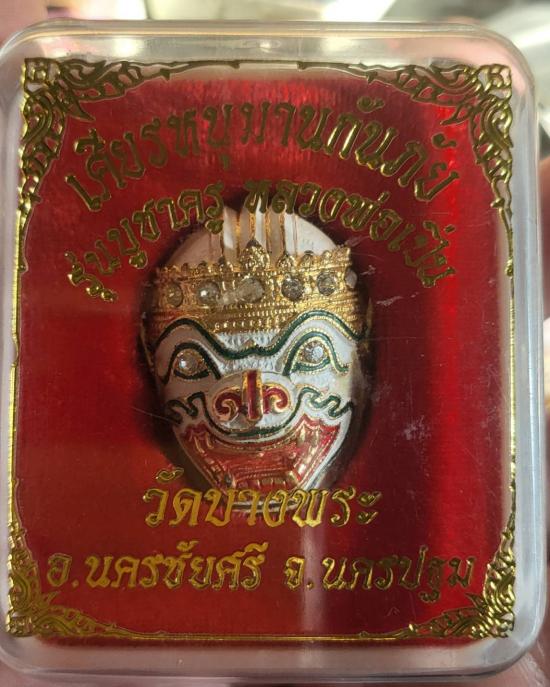 เศียรหนุมานกันภัย
รุ่นบูชาครู หลวงพ่อเปิ่น
วัดบางพระ
อ.นครชัยศรี จ.นครปฐม